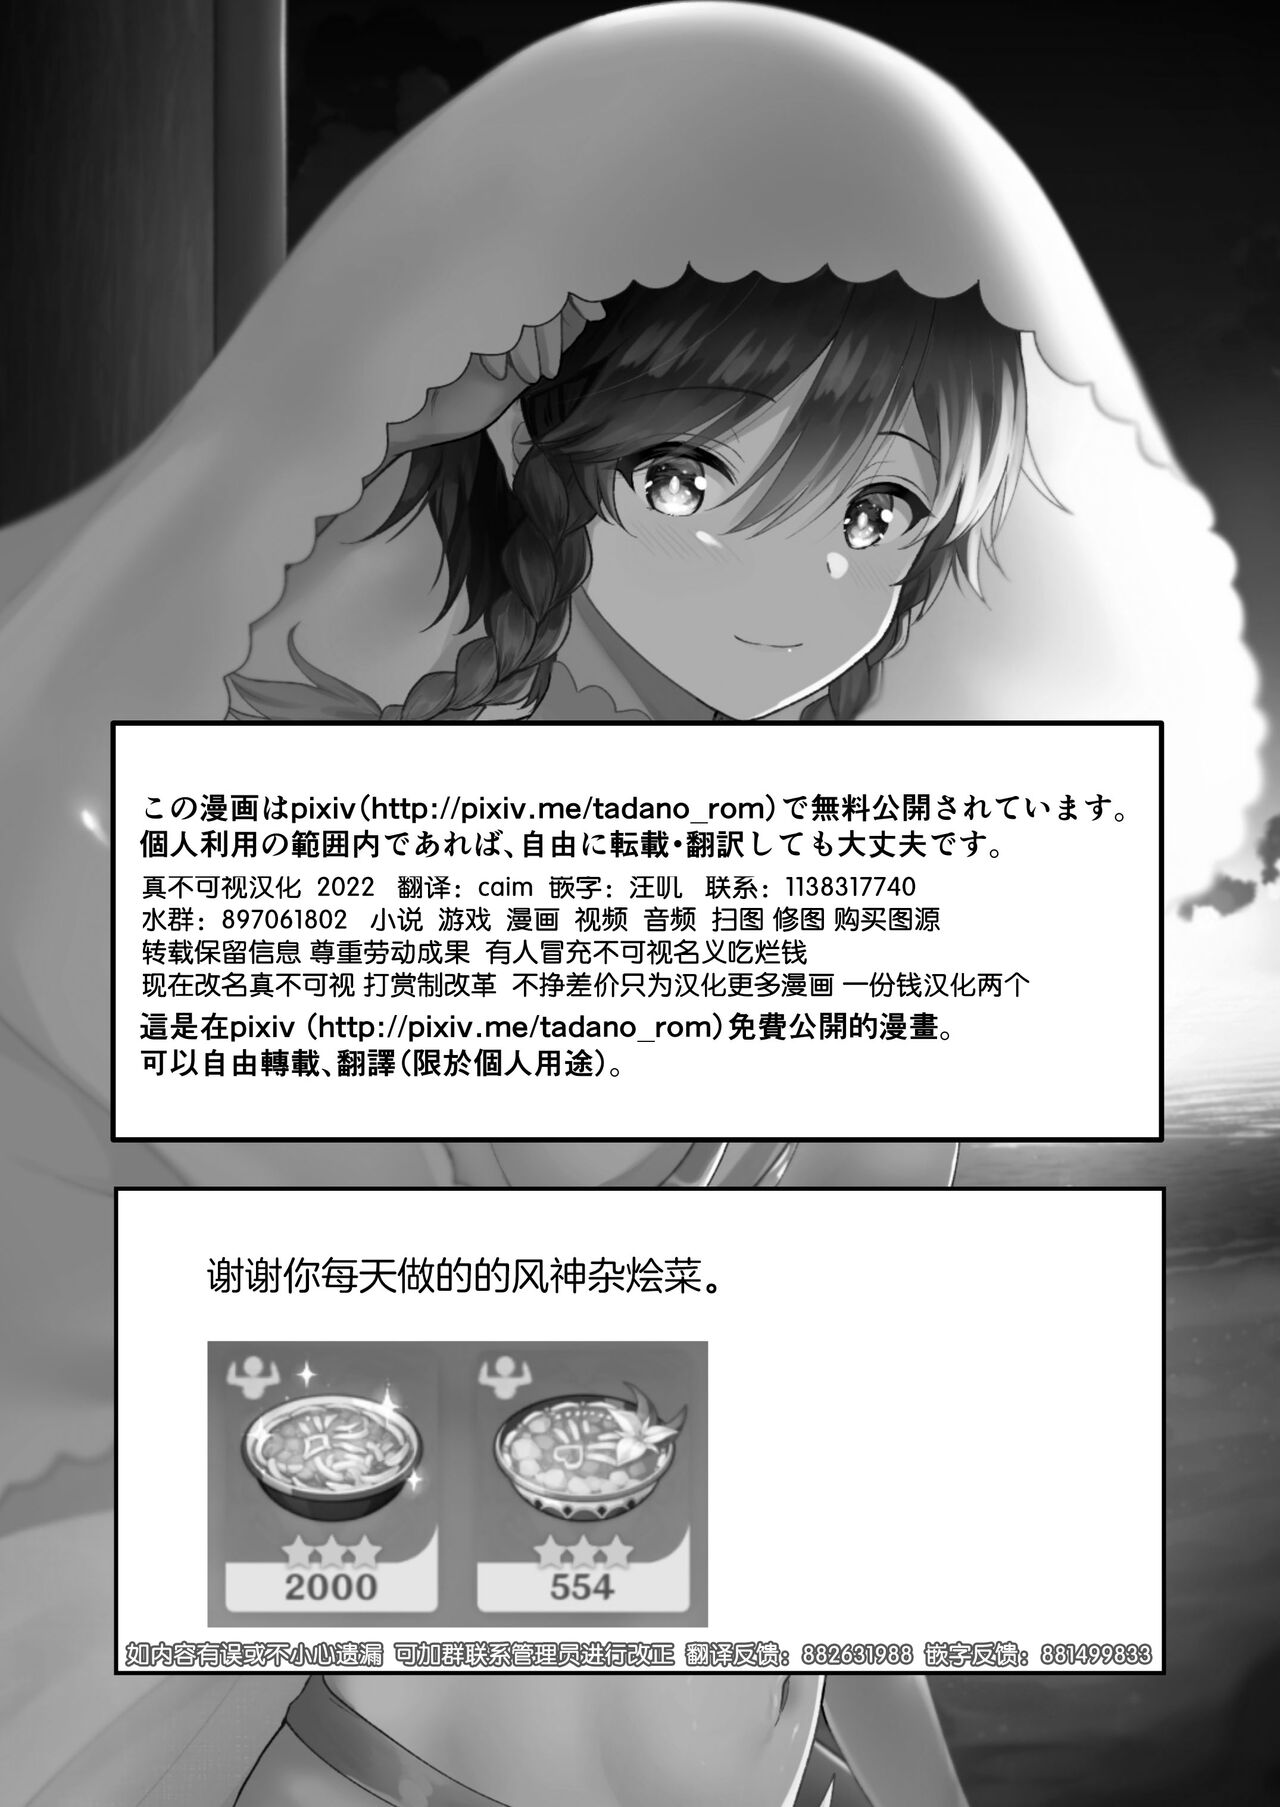 この漫画はpixiv(http://pixiv.me/tadano_rom)で無料公開されています。
個人利用の範囲内であれば、自由に転載・翻訳しても大丈夫です。
真不可视汉化 2022 翻译：caim 嵌字：汪叽 联系：1138317740
水群：897061802 小说 游戏 漫画 视频 音频 扫图 修图 购买图源
转载保留信息 尊重劳动成果 有人冒充不可视名义吃烂钱
现在改名真不可视 打赏制改革 不挣差价只为汉化更多漫画 一份钱汉化两个
這是在pixiv (http://pixiv.me/tadano_rom)免費公開的漫畫。
可以自由轉載、翻譯(限於個人用途)。
谢谢你每天做的的风神杂烩菜。
2000 554
如内容有误或不小心遗漏 可加群联系管理员进行改正 翻译反馈：882631988 嵌字反馈：881499833